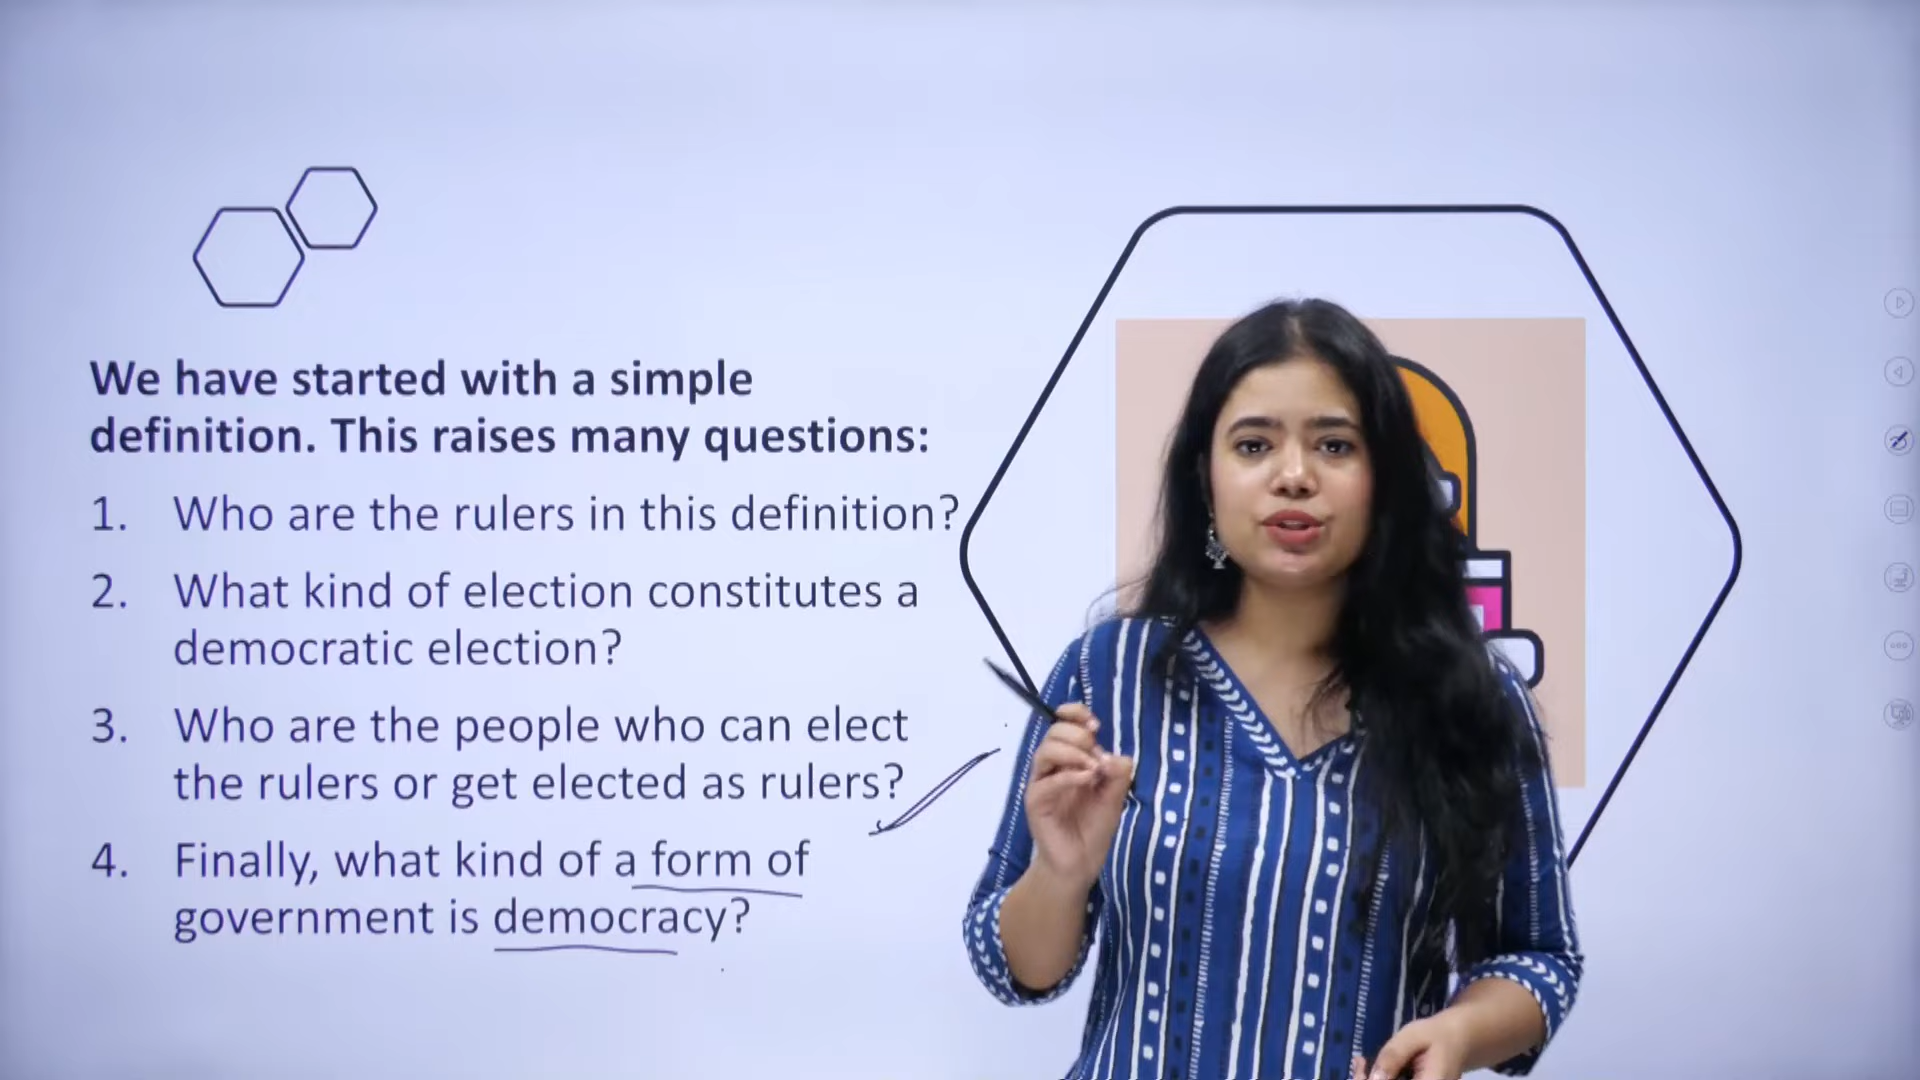 We have started with a simple
definition. This raises many questions:
1. Who are the rulers in this definition?
2. What kind of election constitutes a
democratic election?
3. Who are the people who can elect
the rulers or get elected as rulers?
4. Finally, what kind of a form of
government is democracy?